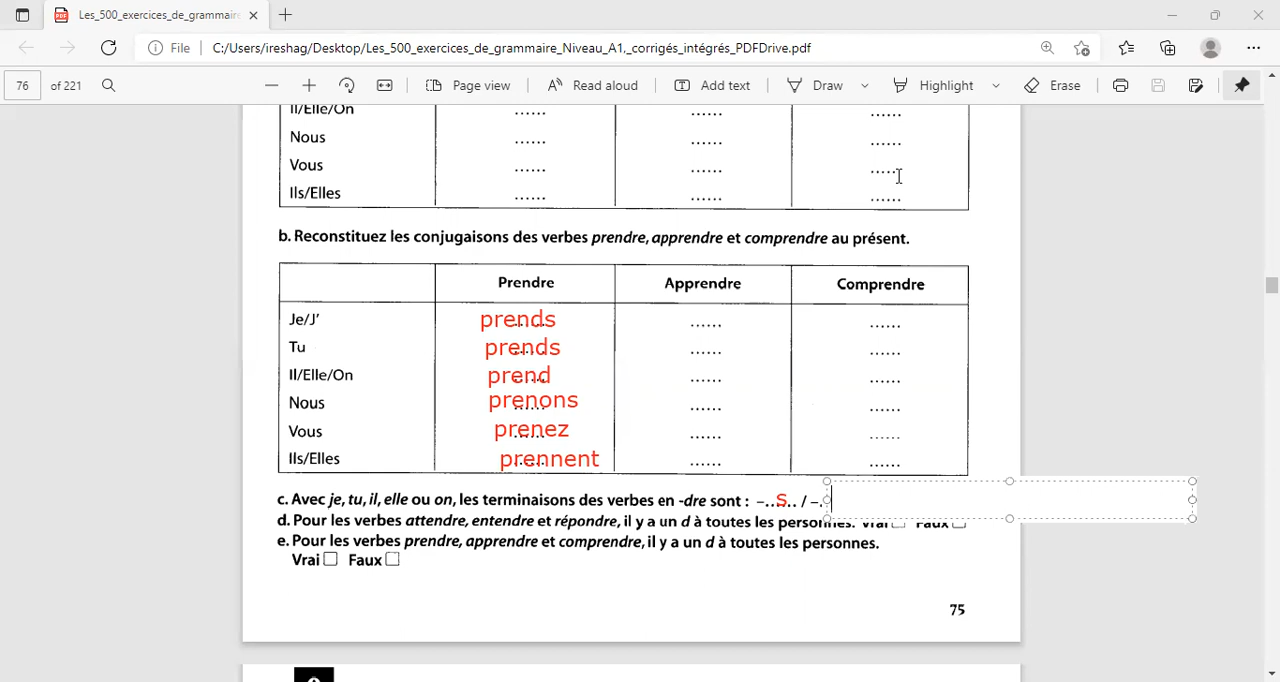 Les_500_exercices_de_grammaire
File C:/Users/ireshag/Desktop/Les_500_exercices_de_grammaire_Niveau_A1,_corrigés_intégrés_PDFDrive.pdf
76 of 221 Page view Read aloud Add text Draw Highlight Erase
Il/Elle/On ...... ...... ......
Nous ...... ...... ......
Vous ...... ...... ......
Ils/Elles ...... ...... ......
b. Reconstituez les conjugaisons des verbes prendre, apprendre et comprendre au présent.
Prendre Apprendre Comprendre
Je/J' prends ...... ......
Tu prends ...... ......
Il/Elle/On prend ...... ......
Nous prenons ...... ......
Vous prenez ...... ......
Ils/Elles prennent ...... ......
c. Avec je, tu, il, elle ou on, les terminaisons des verbes en -dre sont : –..S.. / –.
d. Pour les verbes attendre, entendre et répondre, il y a un d à toutes les personnes. Vrai Faux
e. Pour les verbes prendre, apprendre et comprendre, il y a un d à toutes les personnes.
Vrai Faux
75